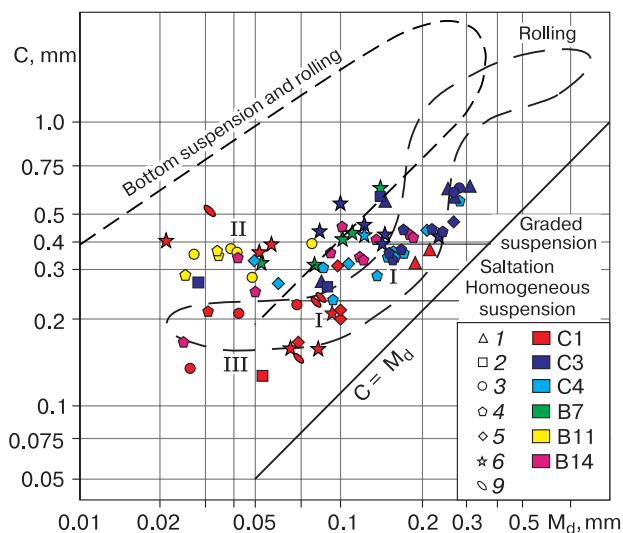 C, mm
Rolling
Bottom suspension and rolling
1.0
0.75
0.5
0.4
0.3
0.2
0.1
0.075
0.05
II
I
I
III
Graded
suspension
Saltation
Homogeneous
suspension
C = M_d
1 C1
2 C3
3 C4
4 B7
5 B11
6 B14
9
0.01 0.02 0.05 0.1 0.2 0.3 0.5 M_d, mm